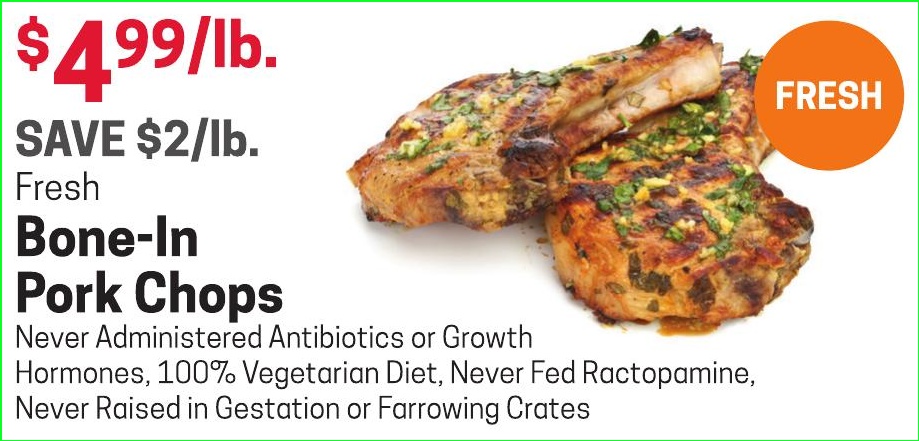 $4.99/lb.
SAVE $2/lb.
Fresh
Bone-In
Pork Chops
Never Administered Antibiotics or Growth
Hormones, 100% Vegetarian Diet, Never Fed Ractopamine,
Never Raised in Gestation or Farrowing Crates
FRESH